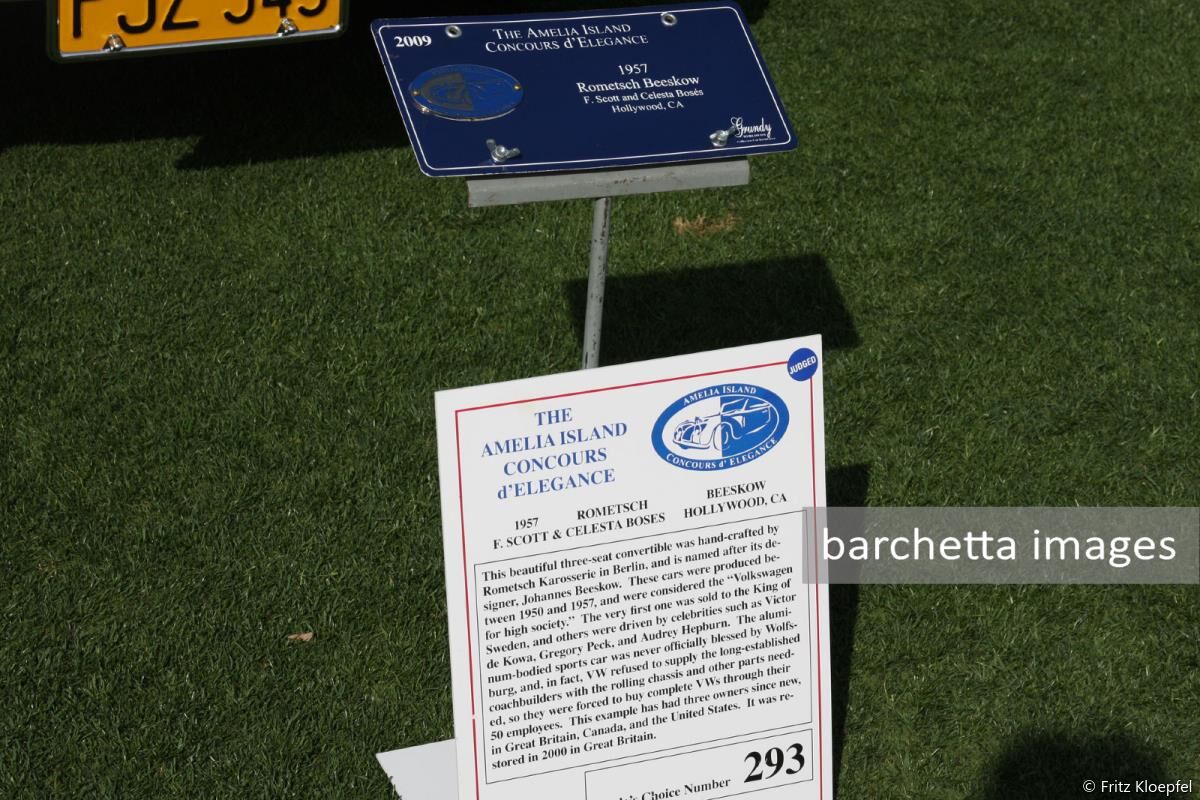 2009
THE AMELIA ISLAND
CONCOURS d'ELEGANCE
1957
Rometsch Beeskow
F. Scott and Celesta Bosés
Hollywood, CA
Grundy
JUDGED
THE
AMELIA ISLAND
CONCOURS
d'ELEGANCE
AMELIA ISLAND
CONCOURS d' ELEGANCE
1957 ROMETSCH BEESKOW
F. SCOTT & CELESTA BOSES HOLLYWOOD, CA
This beautiful three-seat convertible was hand-crafted by
Rometsch Karosserie in Berlin, and is named after its de-
signer, Johannes Beeskow. These cars were produced be-
tween 1950 and 1957, and were considered the "Volkswagen
for high society." The very first one was sold to the King of
Sweden, and others were driven by celebrities such as Victor
de Kowa, Gregory Peck, and Audrey Hepburn. The alumi-
num-bodied sports car was never officially blessed by Wolfs-
burg, and, in fact, VW refused to supply the long-established
coachbuilders with the rolling chassis and other parts need-
ed, so they were forced to buy complete VWs through their
50 employees. This example has had three owners since new,
in Great Britain, Canada, and the United States. It was re-
stored in 2000 in Great Britain.
Choice Number 293
barchetta images
© Fritz Kloepfel